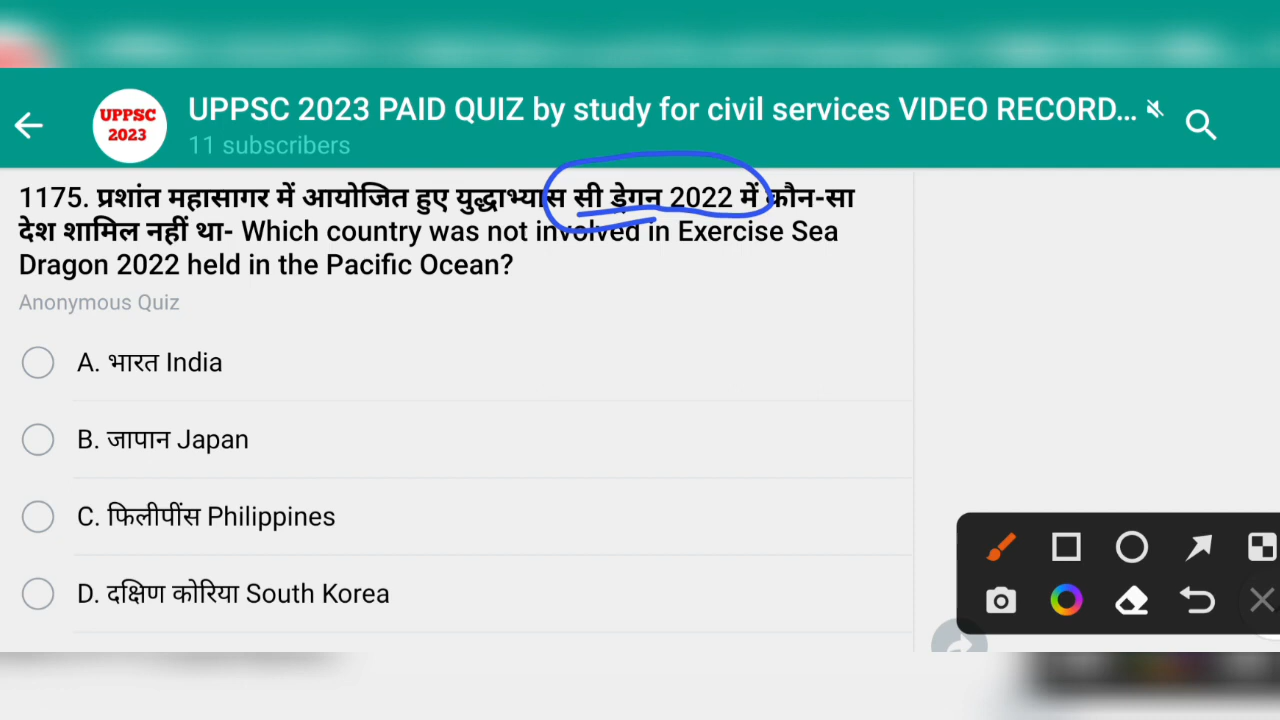 UPPSC
2023
UPPSC 2023 PAID QUIZ by study for civil services VIDEO RECORD...
11 subscribers
1175. प्रशांत महासागर में आयोजित हुए युद्धाभ्यास सी ड्रेगन 2022 में कौन-सा
देश शामिल नहीं था- Which country was not involved in Exercise Sea
Dragon 2022 held in the Pacific Ocean?
Anonymous Quiz
A. भारत India
B. जापान Japan
C. फिलीपींस Philippines
D. दक्षिण कोरिया South Korea